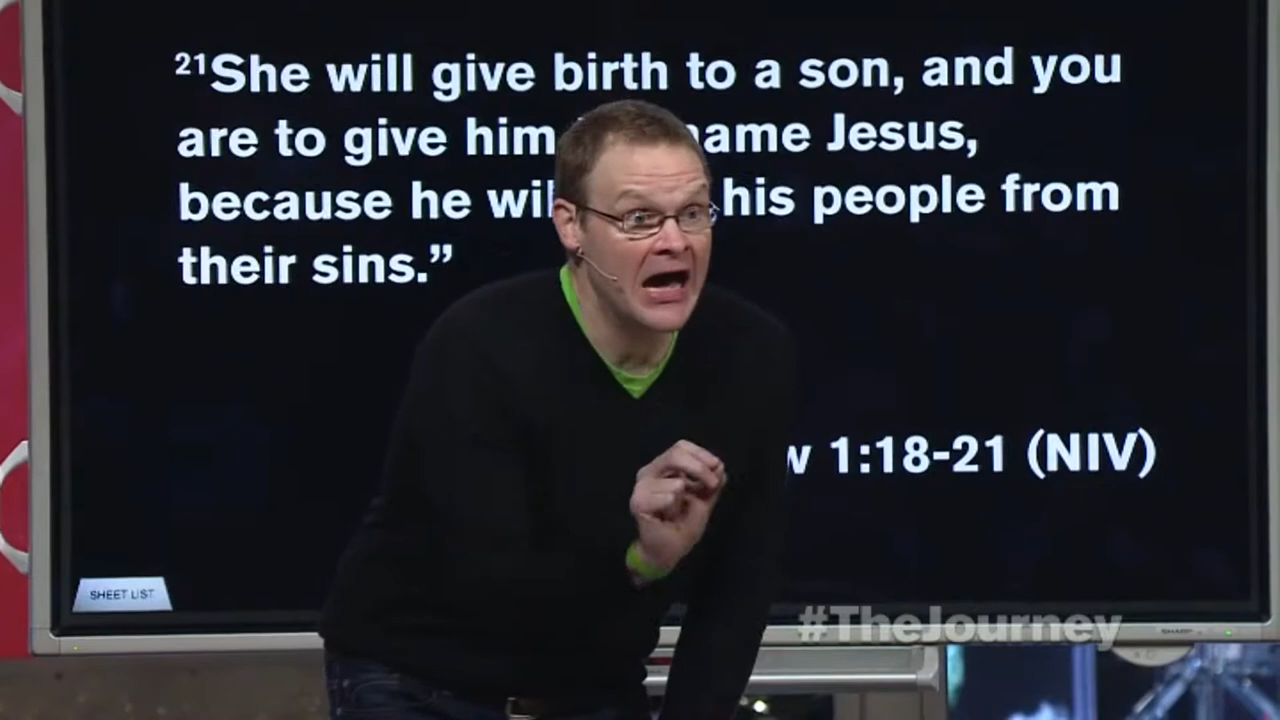 21She will give birth to a son, and you
are to give him name Jesus,
because he his people from
their sins.”
1:18-21 (NIV)
SHEET LIST
#TheJourney
SHARP